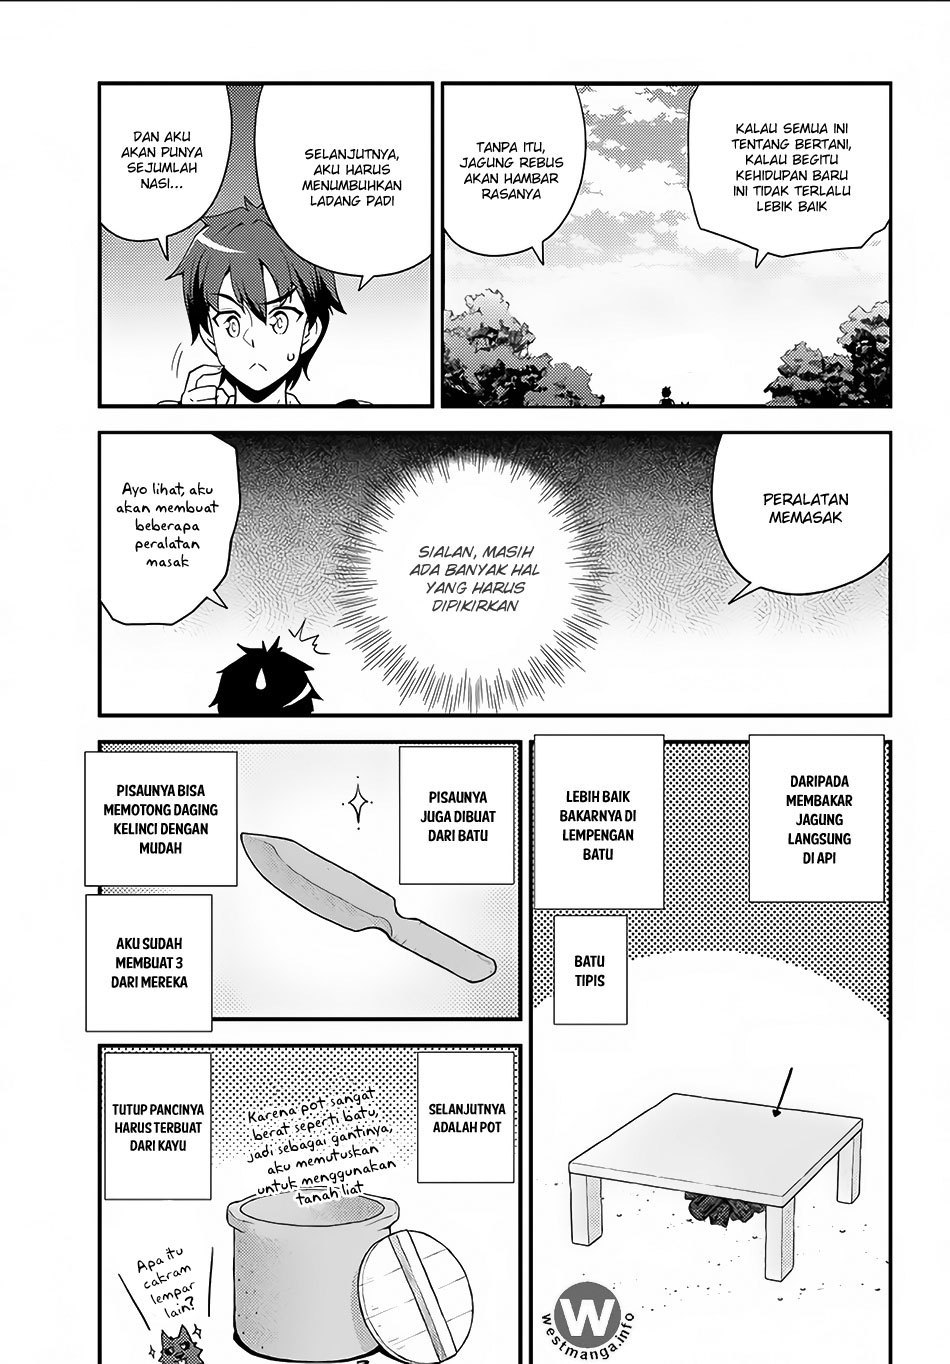 KALAU SEMUA INI
TENTANG BERTANI,
KALAU BEGITU
KEHIDUPAN BARU
INI TIDAK TERLALU
LEBIK BAIK
TANPA ITU,
JAGUNG REBUS
AKAN HAMBAR
RASANYA
SELANJUTNYA,
AKU HARUS
MENUMBUHKAN
LADANG PADI
DAN AKU
AKAN PUNYA
SEJUMLAH
NASI...
PERALATAN
MEMASAK
SIALAN, MASIH
ADA BANYAK HAL
YANG HARUS
DIPIKIRKAN
Ayo lihat, aku
akan membuat
beberapa
peralatan
masak
DARIPADA
MEMBAKAR
JAGUNG
LANGSUNG
DI API
LEBIH BAIK
BAKARNYA DI
LEMPENGAN
BATU
BATU
TIPIS
PISAUNYA
JUGA DIBUAT
DARI BATU
PISAUNYA BISA
MEMOTONG DAGING
KELINCI DENGAN
MUDAH
AKU SUDAH
MEMBUAT 3
DARI MEREKA
SELANJUTNYA
ADALAH POT
Karena pot sangat
berat seperti batu,
jadi sebagai gantinya,
aku memutuskan
untuk menggunakan
tanah liat
TUTUP PANCINYA
HARUS TERBUAT
DARI KAYU
Apa itu
cakram
lempar
lain?
W
westmanga.info